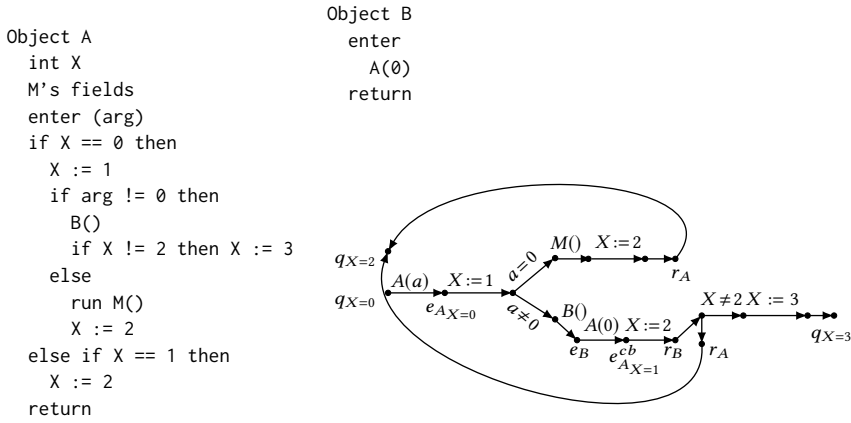 Object A
  int X
  M's fields
  enter (arg)
  if X == 0 then
    X := 1
    if arg != 0 then
      B()
      if X != 2 then X := 3
    else
      run M()
      X := 2
  else if X == 1 then
    X := 2
  return
Object B
  enter
    A(0)
  return
q_{X=2}
q_{X=0}
A(a)
e_{A_{X=0}}
X := 1
a=0
M()
X := 2
r_A
a≠0
B()
e_B
A(0)
e^{cb}_{A_{X=1}}
X := 2
r_B
X≠2
X := 3
r_A
q_{X=3}